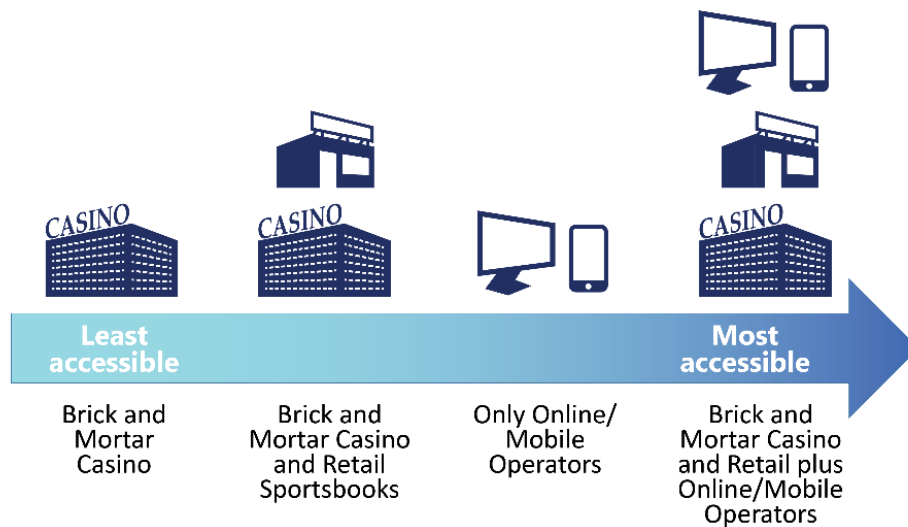 CASINO
CASINO
CASINO
Least
accessible
Most
accessible
Brick and
Mortar
Casino
Brick and
Mortar Casino
and Retail
Sportsbooks
Only Online/
Mobile
Operators
Brick and
Mortar Casino
and Retail plus
Online/Mobile
Operators